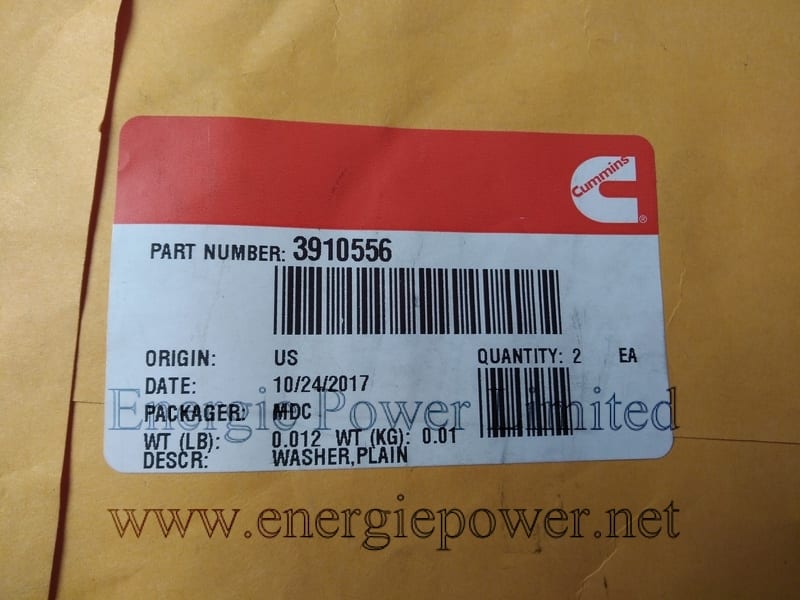 Cummins
®
PART NUMBER: 3910556
ORIGIN: US QUANTITY: 2 EA
DATE: 10/24/2017
PACKAGER: MDC
Energie Power Limited
WT (LB): 0.012 WT (KG): 0.01
DESCR: WASHER,PLAIN
www.energiepower.net